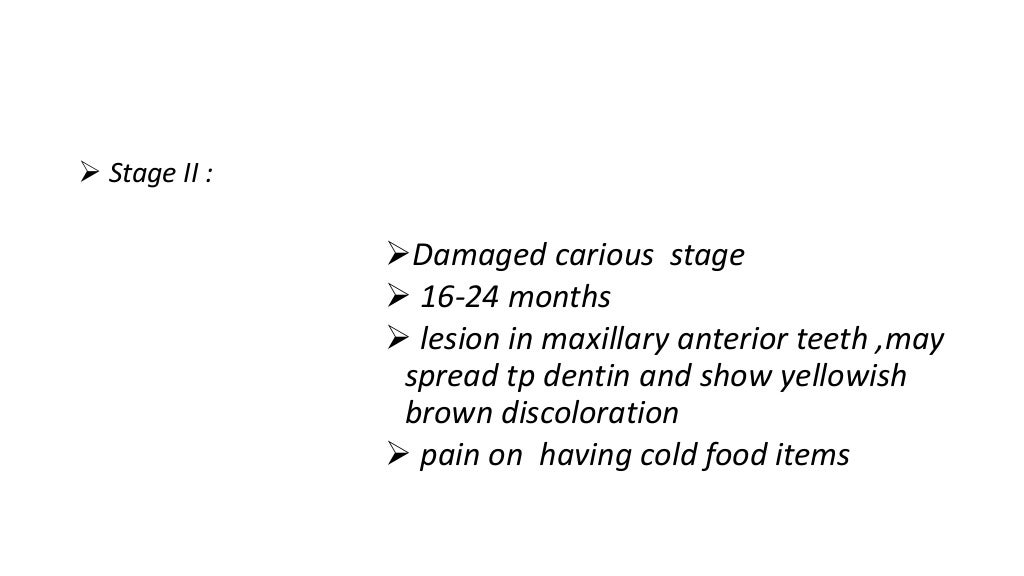 ➢ Stage II :
➢Damaged carious  stage
➢ 16-24 months
➢ lesion in maxillary anterior teeth ,may
spread tp dentin and show yellowish
brown discoloration
➢ pain on  having cold food items